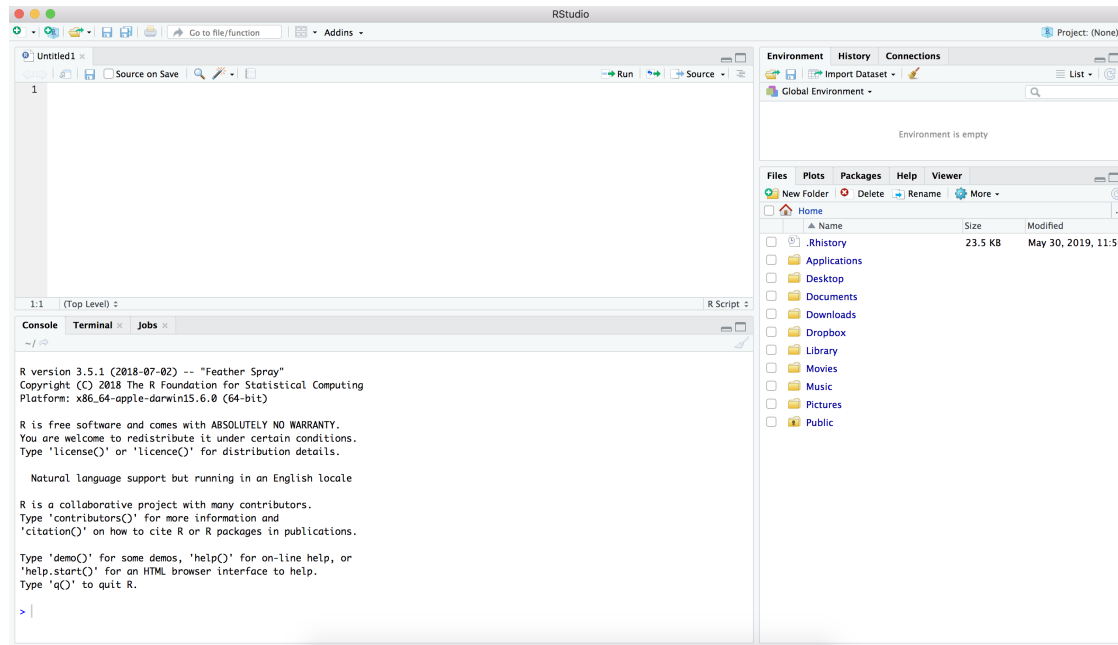 RStudio
Go to file/function Addins Project: (None)
Untitled1
Source on Save Run Source
1
1:1 (Top Level) R Script
Console Terminal Jobs
~/
R version 3.5.1 (2018-07-02) -- "Feather Spray"
Copyright (C) 2018 The R Foundation for Statistical Computing
Platform: x86_64-apple-darwin15.6.0 (64-bit)
R is free software and comes with ABSOLUTELY NO WARRANTY.
You are welcome to redistribute it under certain conditions.
Type 'license()' or 'licence()' for distribution details.
Natural language support but running in an English locale
R is a collaborative project with many contributors.
Type 'contributors()' for more information and
'citation()' on how to cite R or R packages in publications.
Type 'demo()' for some demos, 'help()' for on-line help, or
'help.start()' for an HTML browser interface to help.
Type 'q()' to quit R.
>
Environment History Connections
Import Dataset List
Global Environment
Environment is empty
Files Plots Packages Help Viewer
New Folder Delete Rename More
Home
Name Size Modified
.Rhistory 23.5 KB May 30, 2019, 11:5
Applications
Desktop
Documents
Downloads
Dropbox
Library
Movies
Music
Pictures
Public